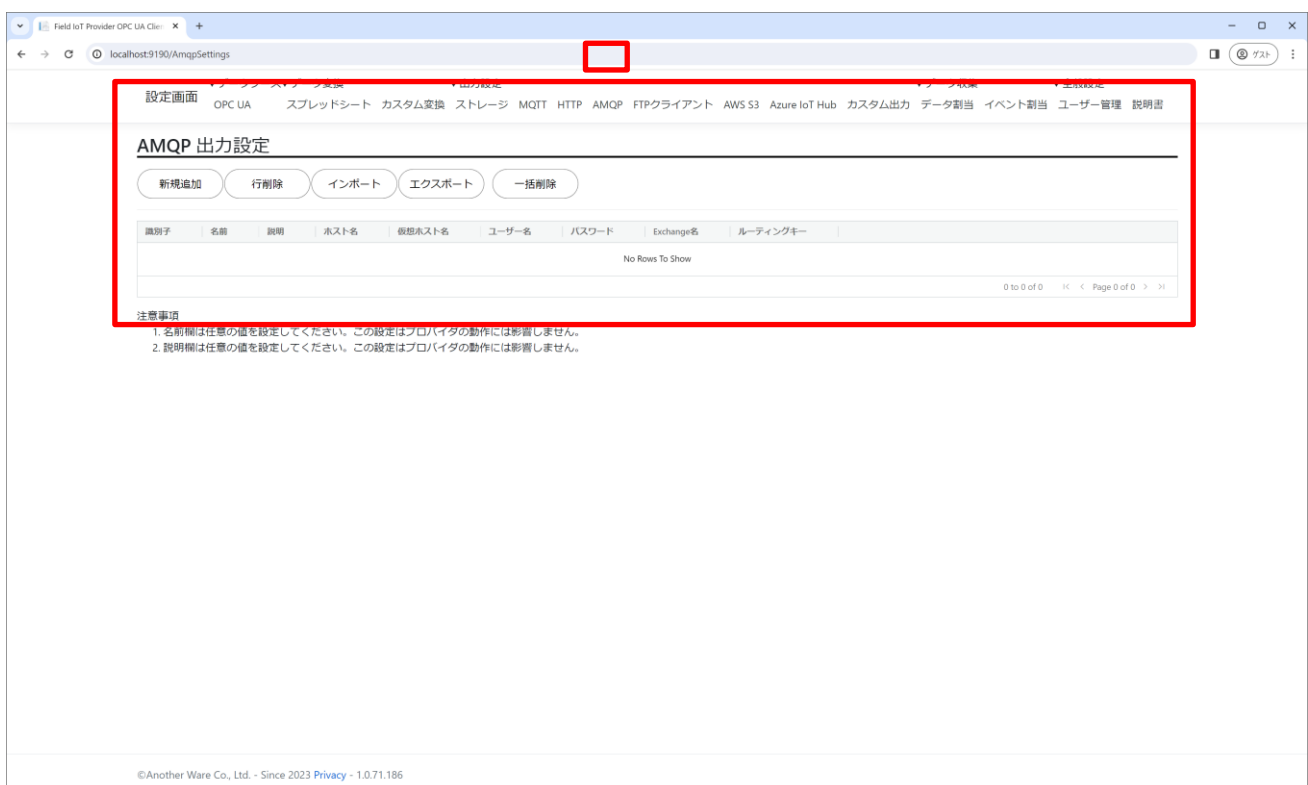 Field IoT Provider OPC UA Clie
localhost:9190/AmqpSettings
ゲスト
設定画面
OPC UA スプレッドシート カスタム変換 ストレージ MQTT HTTP AMQP FTPクライアント AWS S3 Azure IoT Hub カスタム出力 データ割当 イベント割当 ユーザー管理 説明書
AMQP 出力設定
新規追加 行削除 インポート エクスポート 一括削除
識別子 名前 説明 ホスト名 仮想ホスト名 ユーザー名 パスワード Exchange名 ルーティングキー
No Rows To Show
0 to 0 of 0 Page 0 of 0
注意事項
1. 名前欄は任意の値を設定してください。この設定はプロバイダの動作には影響しません。
2. 説明欄は任意の値を設定してください。この設定はプロバイダの動作には影響しません。
©Another Ware Co., Ltd. - Since 2023 Privacy - 1.0.71.186